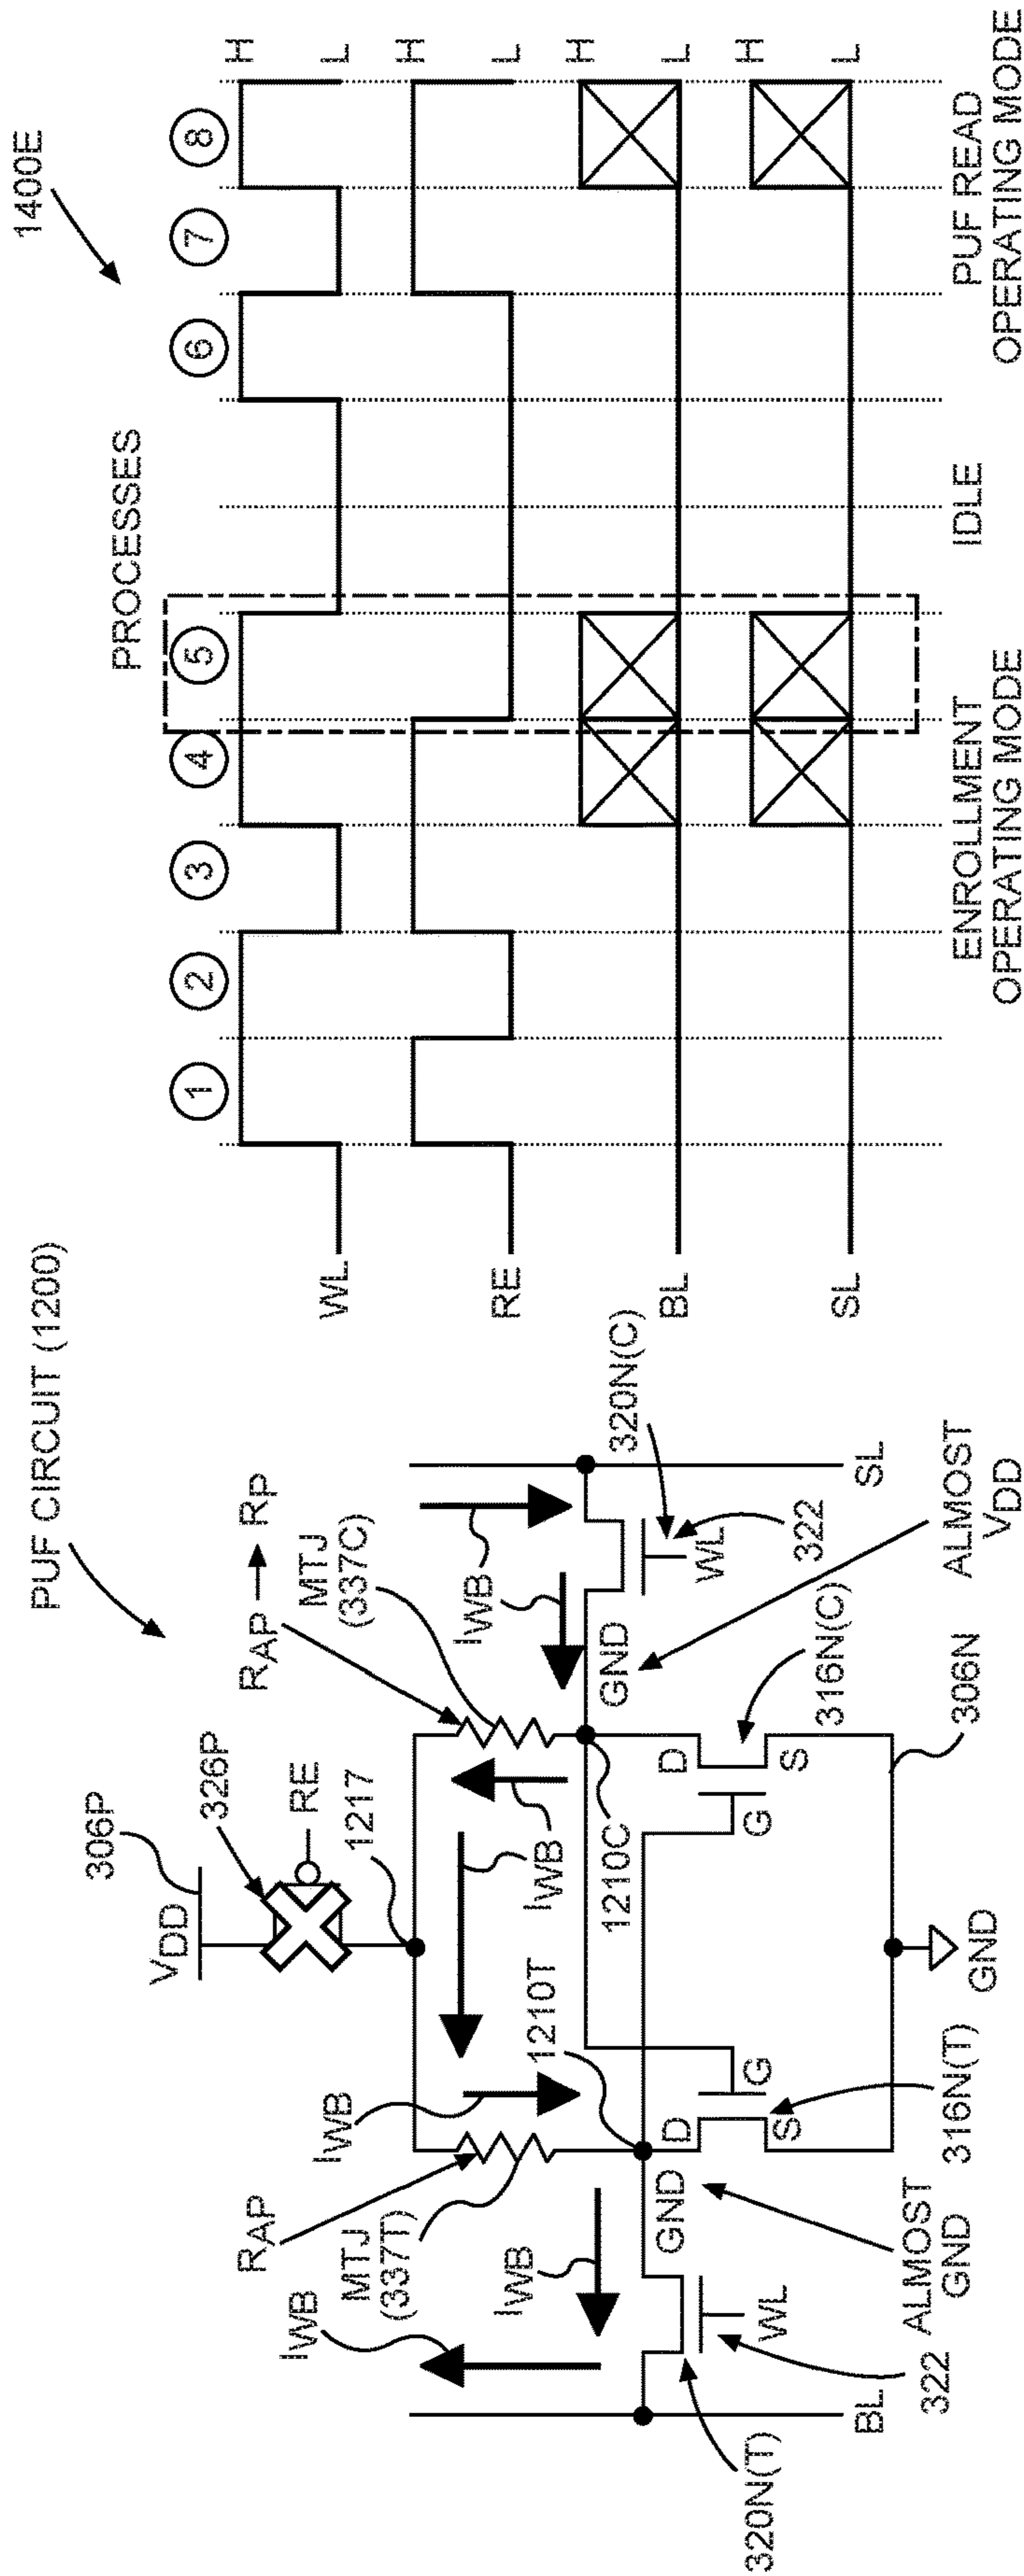 PUF CIRCUIT (1200)
306P
VDD
326P
RE
1217
RAP → RP
MTJ
(337C)
IWB
IWB
IWB
IWB
RAP
MTJ
(337T)
IWB
IWB
1210T
1210C
GND
GND
320N(C)
WL
322
SL
ALMOST
VDD
D
G
S
316N(C)
306N
D
G
S
316N(T)
GND
ALMOST
GND
WL
322
BL
320N(T)
1400E
PROCESSES
1
2
3
4
5
6
7
8
WL
H
L
RE
H
L
BL
H
L
SL
H
L
ENROLLMENT
OPERATING MODE
IDLE
PUF READ
OPERATING MODE